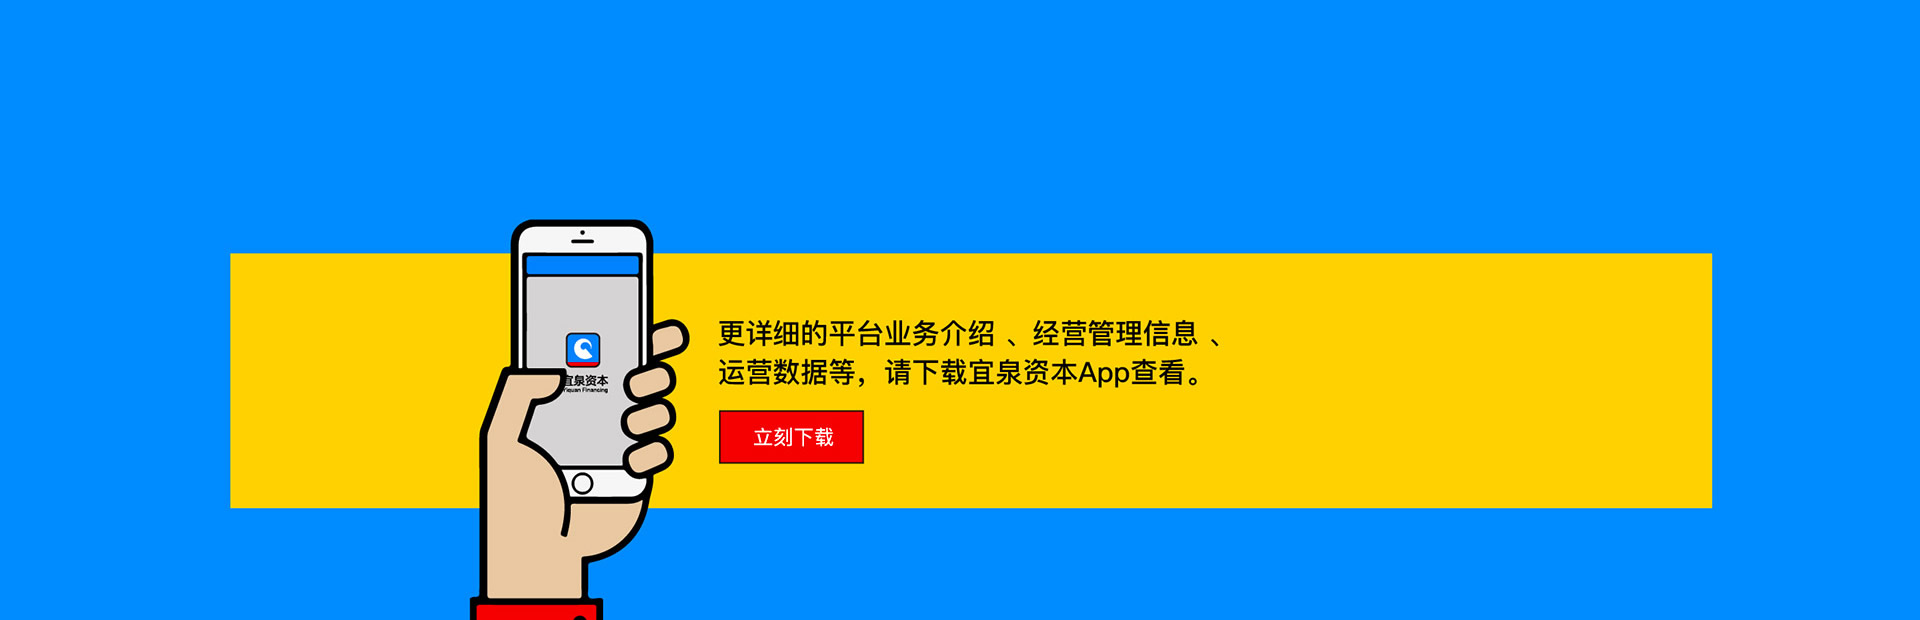 更详细的平台业务介绍、经营管理信息、
运营数据等，请下载宜泉资本App查看。
立刻下载
宜泉资本
Yiquan Financing